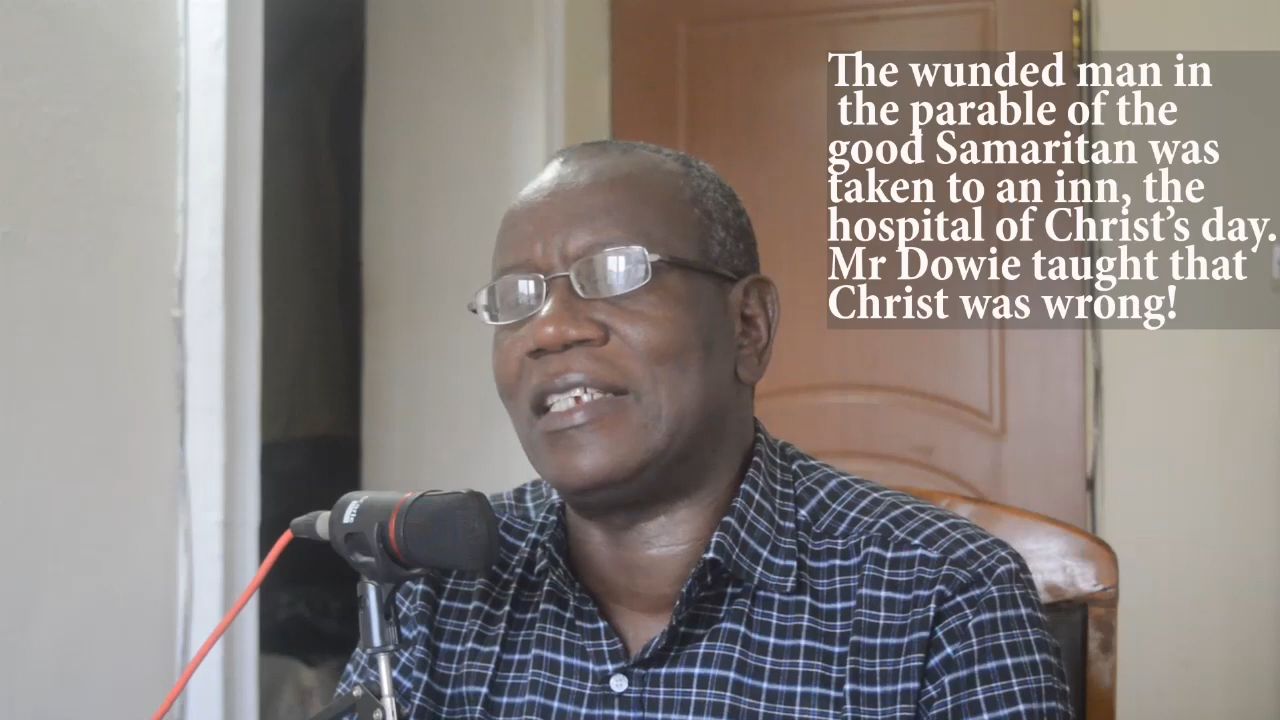 The wunded man in
the parable of the
good Samaritan was
taken to an inn, the
hospital of Christ's day.
Mr Dowie taught that
Christ was wrong!